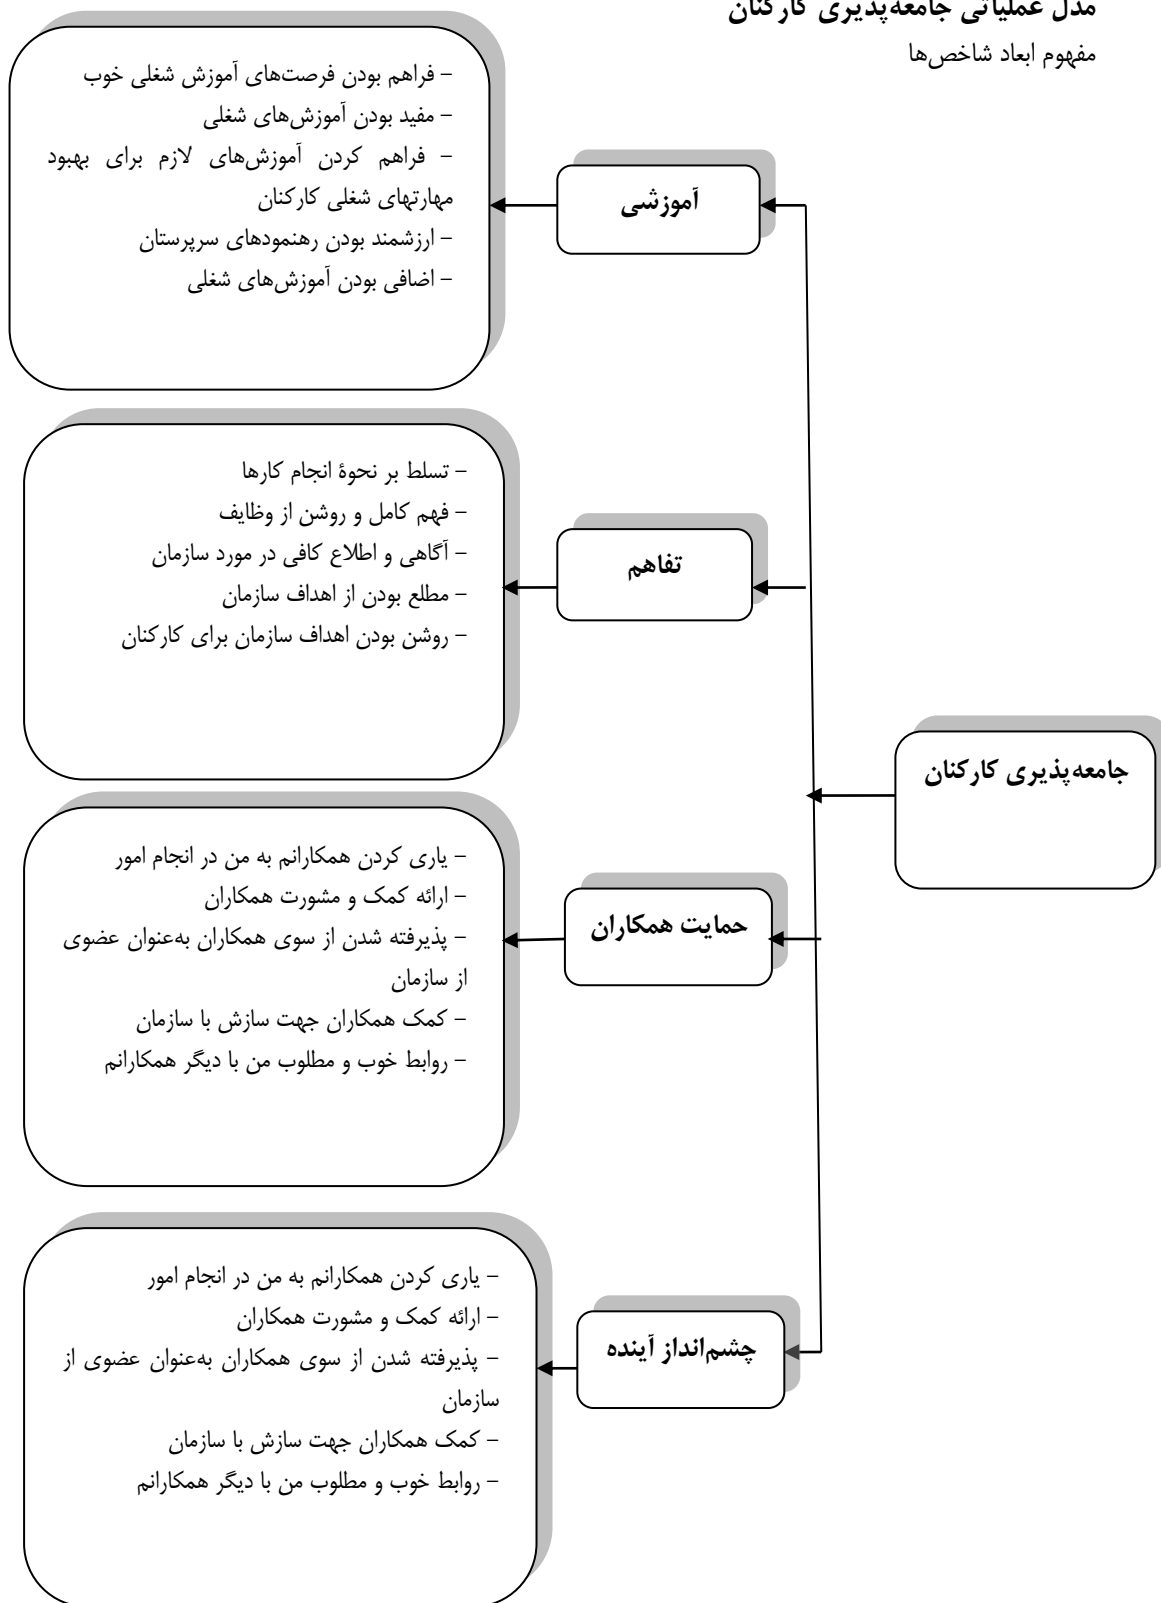 مدل عملیاتی جامعه‌پذیری کارکنان
مفهوم ابعاد شاخص‌ها
– فراهم بودن فرصت‌های آموزش شغلی خوب
– مفید بودن آموزش‌های شغلی
– فراهم کردن آموزش‌های لازم برای بهبود
مهارتهای شغلی کارکنان
– ارزشمند بودن رهنمودهای سرپرستان
– اضافی بودن آموزش‌های شغلی
آموزشی
– تسلط بر نحوۀ انجام کارها
– فهم کامل و روشن از وظایف
– آگاهی و اطلاع کافی در مورد سازمان
– مطلع بودن از اهداف سازمان
– روشن بودن اهداف سازمان برای کارکنان
تفاهم
جامعه‌پذیری کارکنان
– یاری کردن همکارانم به من در انجام امور
– ارائه کمک و مشورت همکاران
– پذیرفته شدن از سوی همکاران به‌عنوان عضوی
از سازمان
– کمک همکاران جهت سازش با سازمان
– روابط خوب و مطلوب من با دیگر همکارانم
حمایت همکاران
– یاری کردن همکارانم به من در انجام امور
– ارائه کمک و مشورت همکاران
– پذیرفته شدن از سوی همکاران به‌عنوان عضوی از
سازمان
– کمک همکاران جهت سازش با سازمان
– روابط خوب و مطلوب من با دیگر همکارانم
چشم‌انداز آینده